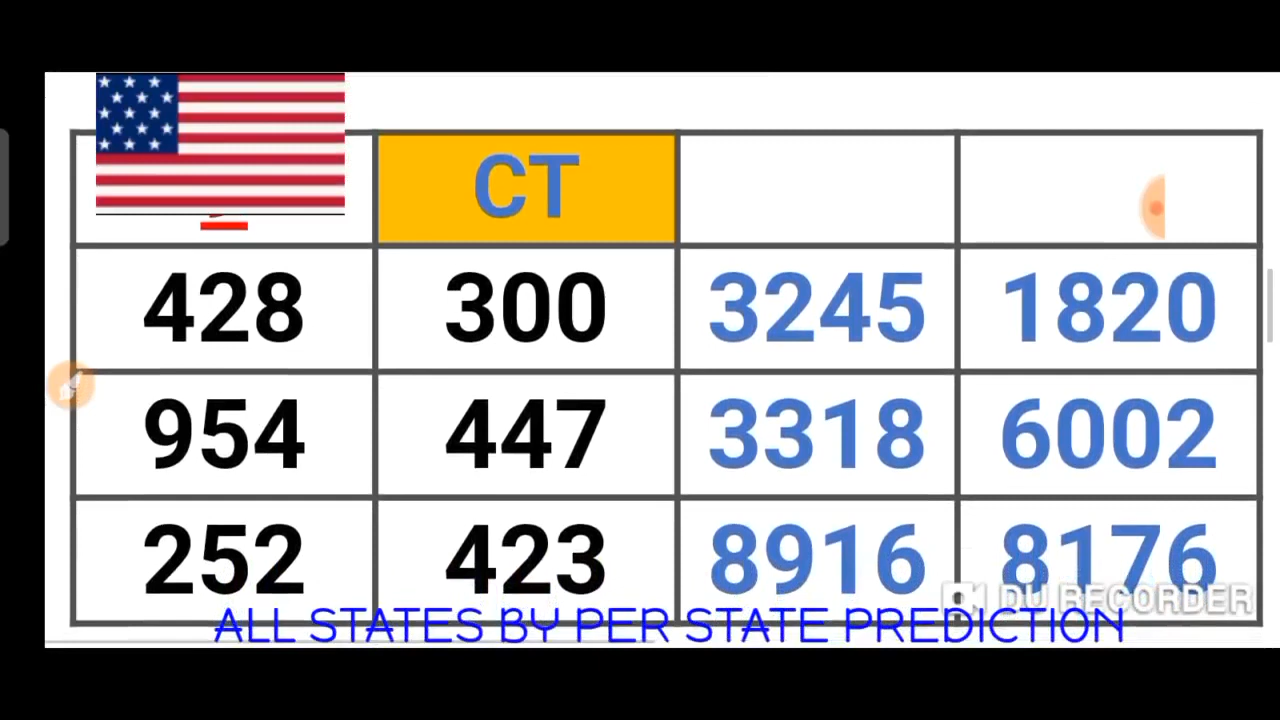 CT
428 300 3245 1820
954 447 3318 6002
252 423 8916 8176
DU RECORDER
ALL STATES BY PER STATE PREDICTION